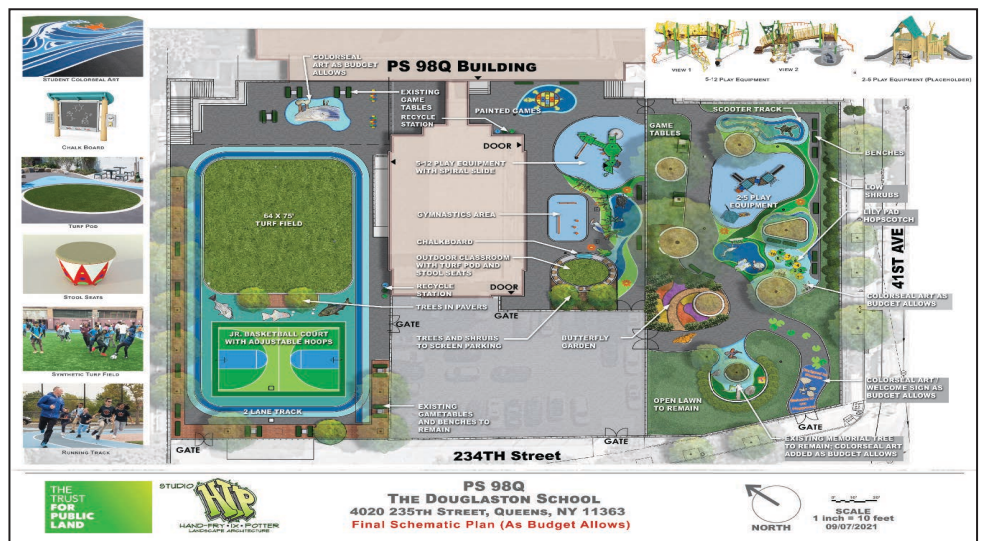 STUDENT COLORSEAL ART
CHALK BOARD
TURF POD
STOOL SEATS
SYNTHETIC TURF FIELD
RUNNING TRACK
COLORSEAL
ART AS BUDGET
ALLOWS
PS 98Q BUILDING
EXISTING
GAME
TABLES
RECYCLE
STATION
PAINTED GAMES
DOOR
5-12 PLAY EQUIPMENT
WITH SPIRAL SLIDE
GYMNASTICS AREA
CHALKBOARD
OUTDOOR CLASSROOM
WITH TURF POD AND
STOOL SEATS
DOOR
RECYCLE
STATION
TREES IN PAVERS
64 X 75'
TURF FIELD
JR. BASKETBALL COURT
WITH ADJUSTABLE HOOPS
2 LANE TRACK
GATE
GATE
TREES AND SHRUBS
TO SCREEN PARKING
BUTTERFLY
GARDEN
EXISTING
GAMETABLES
AND BENCHES TO
REMAIN
GATE
GATE
234TH STREET
VIEW 1
VIEW 2
5-12 PLAY EQUIPMENT
2-5 PLAY EQUIPMENT (PLACEHOLDER)
SCOOTER TRACK
GAME
TABLES
BENCHES
2-5 PLAY
EQUIPMENT
LOW
SHRUBS
LILY PAD
HOPSCOTCH
41ST AVE
COLORSEAL ART AS
BUDGET ALLOWS
OPEN LAWN
TO REMAIN
COLORSEAL ART /
WELCOME SIGN AS
BUDGET ALLOWS
GATE
EXISTING MEMORIAL TREE
TO REMAIN; COLORSEAL ART
ADDED AS BUDGET ALLOWS
THE
TRUST
FOR
PUBLIC
LAND
STUDIO
HIP
HAND-FRY·IX·POTTER
LANDSCAPE ARCHITECTURE
PS 98Q
THE DOUGLASTON SCHOOL
4020 235TH STREET, QUEENS, NY 11363
Final Schematic Plan (As Budget Allows)
NORTH
SCALE
1 inch = 10 feet
09/07/2021